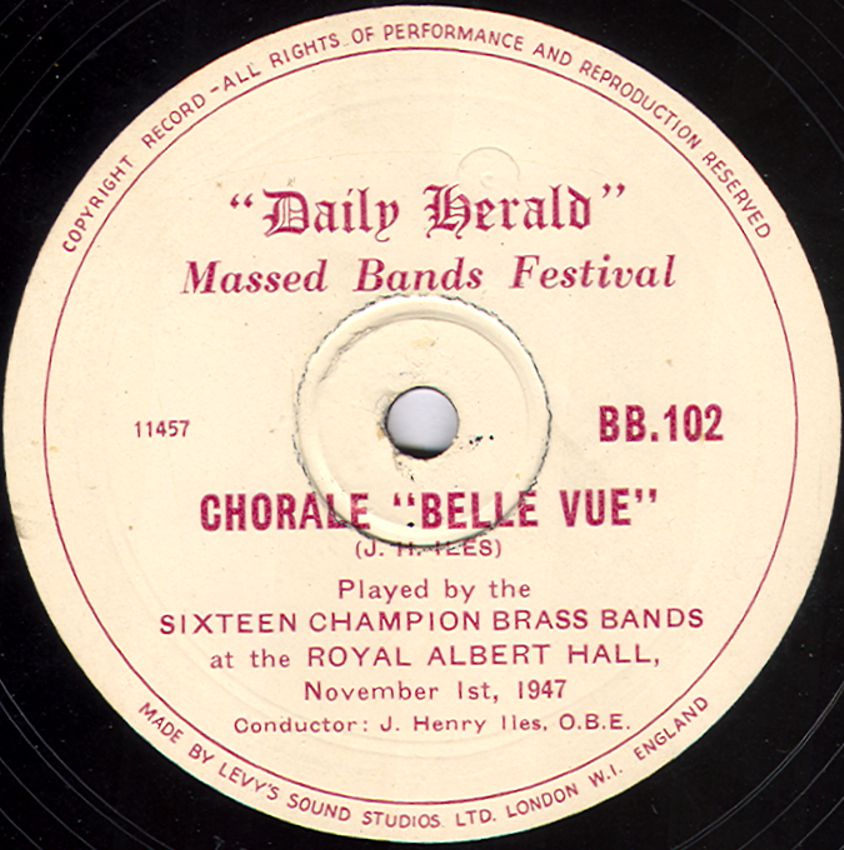 COPYRIGHT RECORD - ALL RIGHTS OF PERFORMANCE AND REPRODUCTION RESERVED
"Daily Herald"
Massed Bands Festival
11457
BB.102
CHORALE "BELLE VUE"
(J. H. ILES)
Played by the
SIXTEEN CHAMPION BRASS BANDS
at the ROYAL ALBERT HALL,
November 1st, 1947
Conductor: J. Henry Iles, O.B.E.
MADE BY LEVY'S SOUND STUDIOS LTD. LONDON W.I. ENGLAND